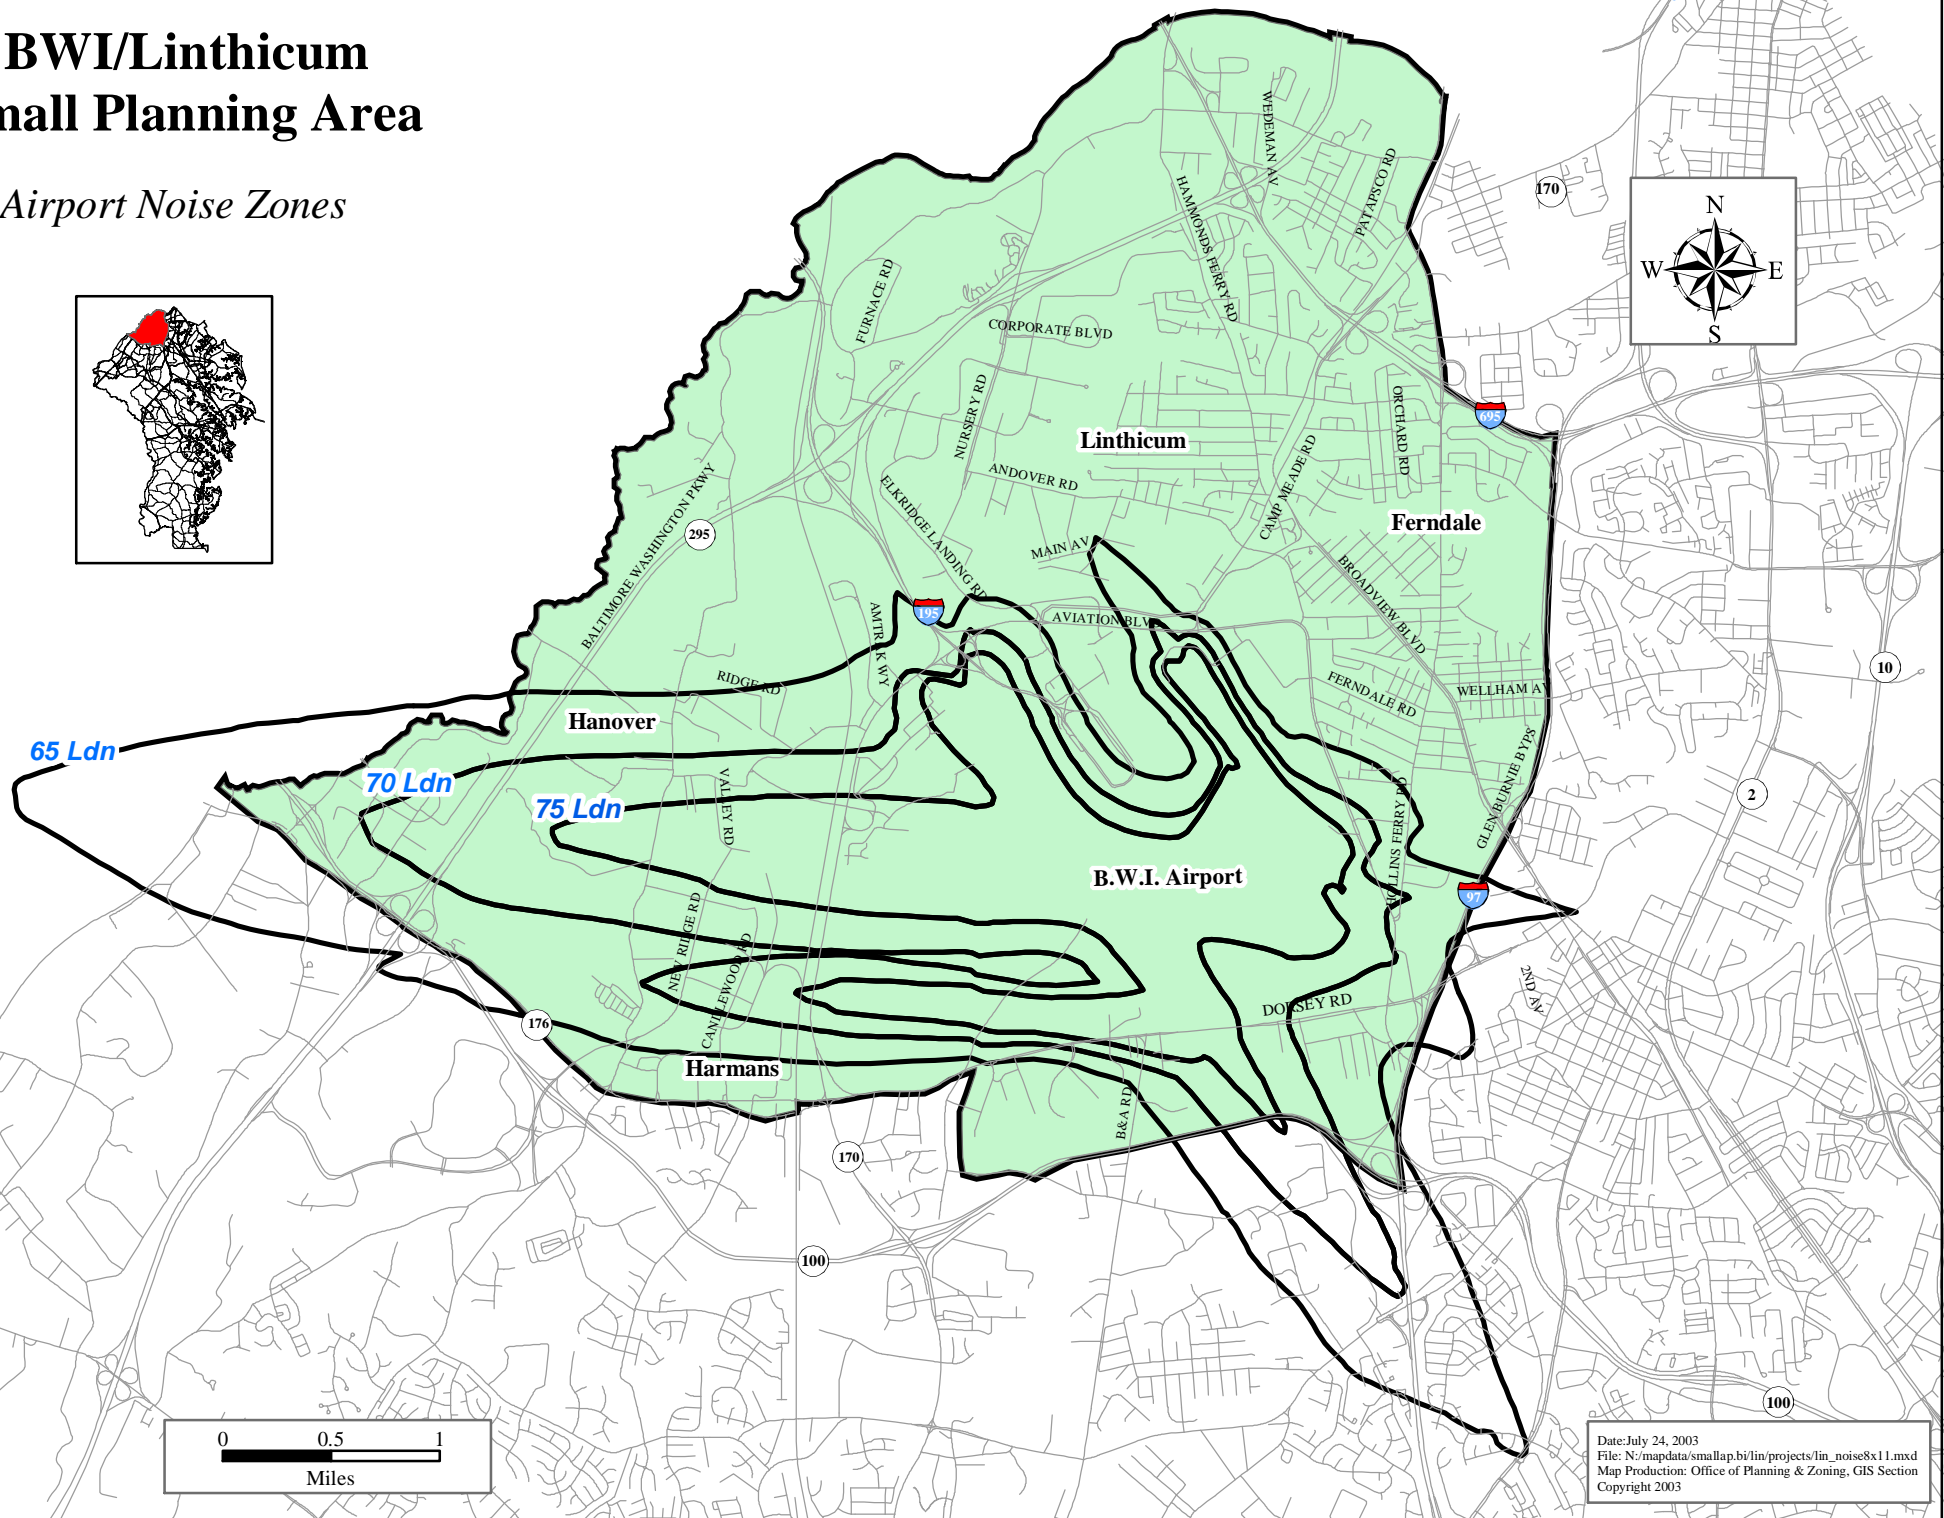 BWI/Linthicum
mall Planning Area
Airport Noise Zones
N
W E
S
170
WEDEMAN AV
PATAPSCO RD
HAMMONDS FERRY RD
FURNACE RD
CORPORATE BLVD
NURSERY RD
ORCHARD RD
695
Linthicum
CAMP MEADE RD
ANDOVER RD
ELKRIDGE LANDING RD
BALTIMORE WASHINGTON PKWY
295
Ferndale
MAIN AV
BROADVIEW BLVD
195
AVIATION BLV
AMTR K WY
10
RIDGE RD
FERNDALE RD
WELLHAM AV
Hanover
65 Ldn
70 Ldn
75 Ldn
VALLEY RD
GLEN BURNIE BYPS
2
HOLLINS FERRY RD
B.W.I. Airport
97
NEW RIDGE RD
CANDLEWOOD RD
2ND AV
DORSEY RD
176
Harmans
B&A RD
170
100
100
0 0.5 1
Miles
Date:July 24, 2003
File: N:/mapdata/smallap.bi/lin/projects/lin_noise8x11.mxd
Map Production: Office of Planning & Zoning, GIS Section
Copyright 2003